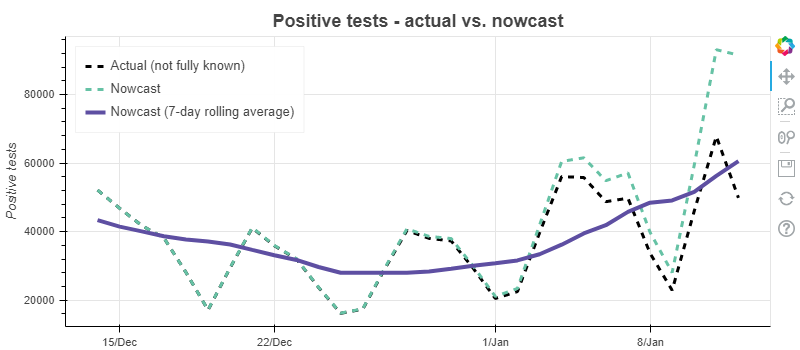 Positive tests - actual vs. nowcast
Actual (not fully known)
Nowcast
Nowcast (7-day rolling average)
Positive tests
80000
60000
40000
20000
15/Dec
22/Dec
1/Jan
8/Jan